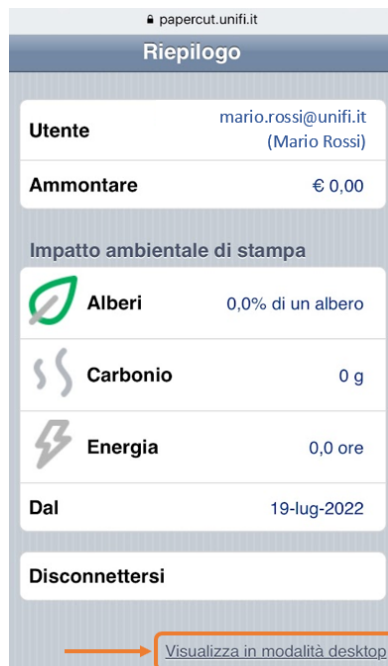 papercut.unifi.it
Riepilogo
Utente mario.rossi@unifi.it
(Mario Rossi)
Ammontare € 0,00
Impatto ambientale di stampa
Alberi 0,0% di un albero
Carbonio 0 g
Energia 0,0 ore
Dal 19-lug-2022
Disconnettersi
Visualizza in modalità desktop